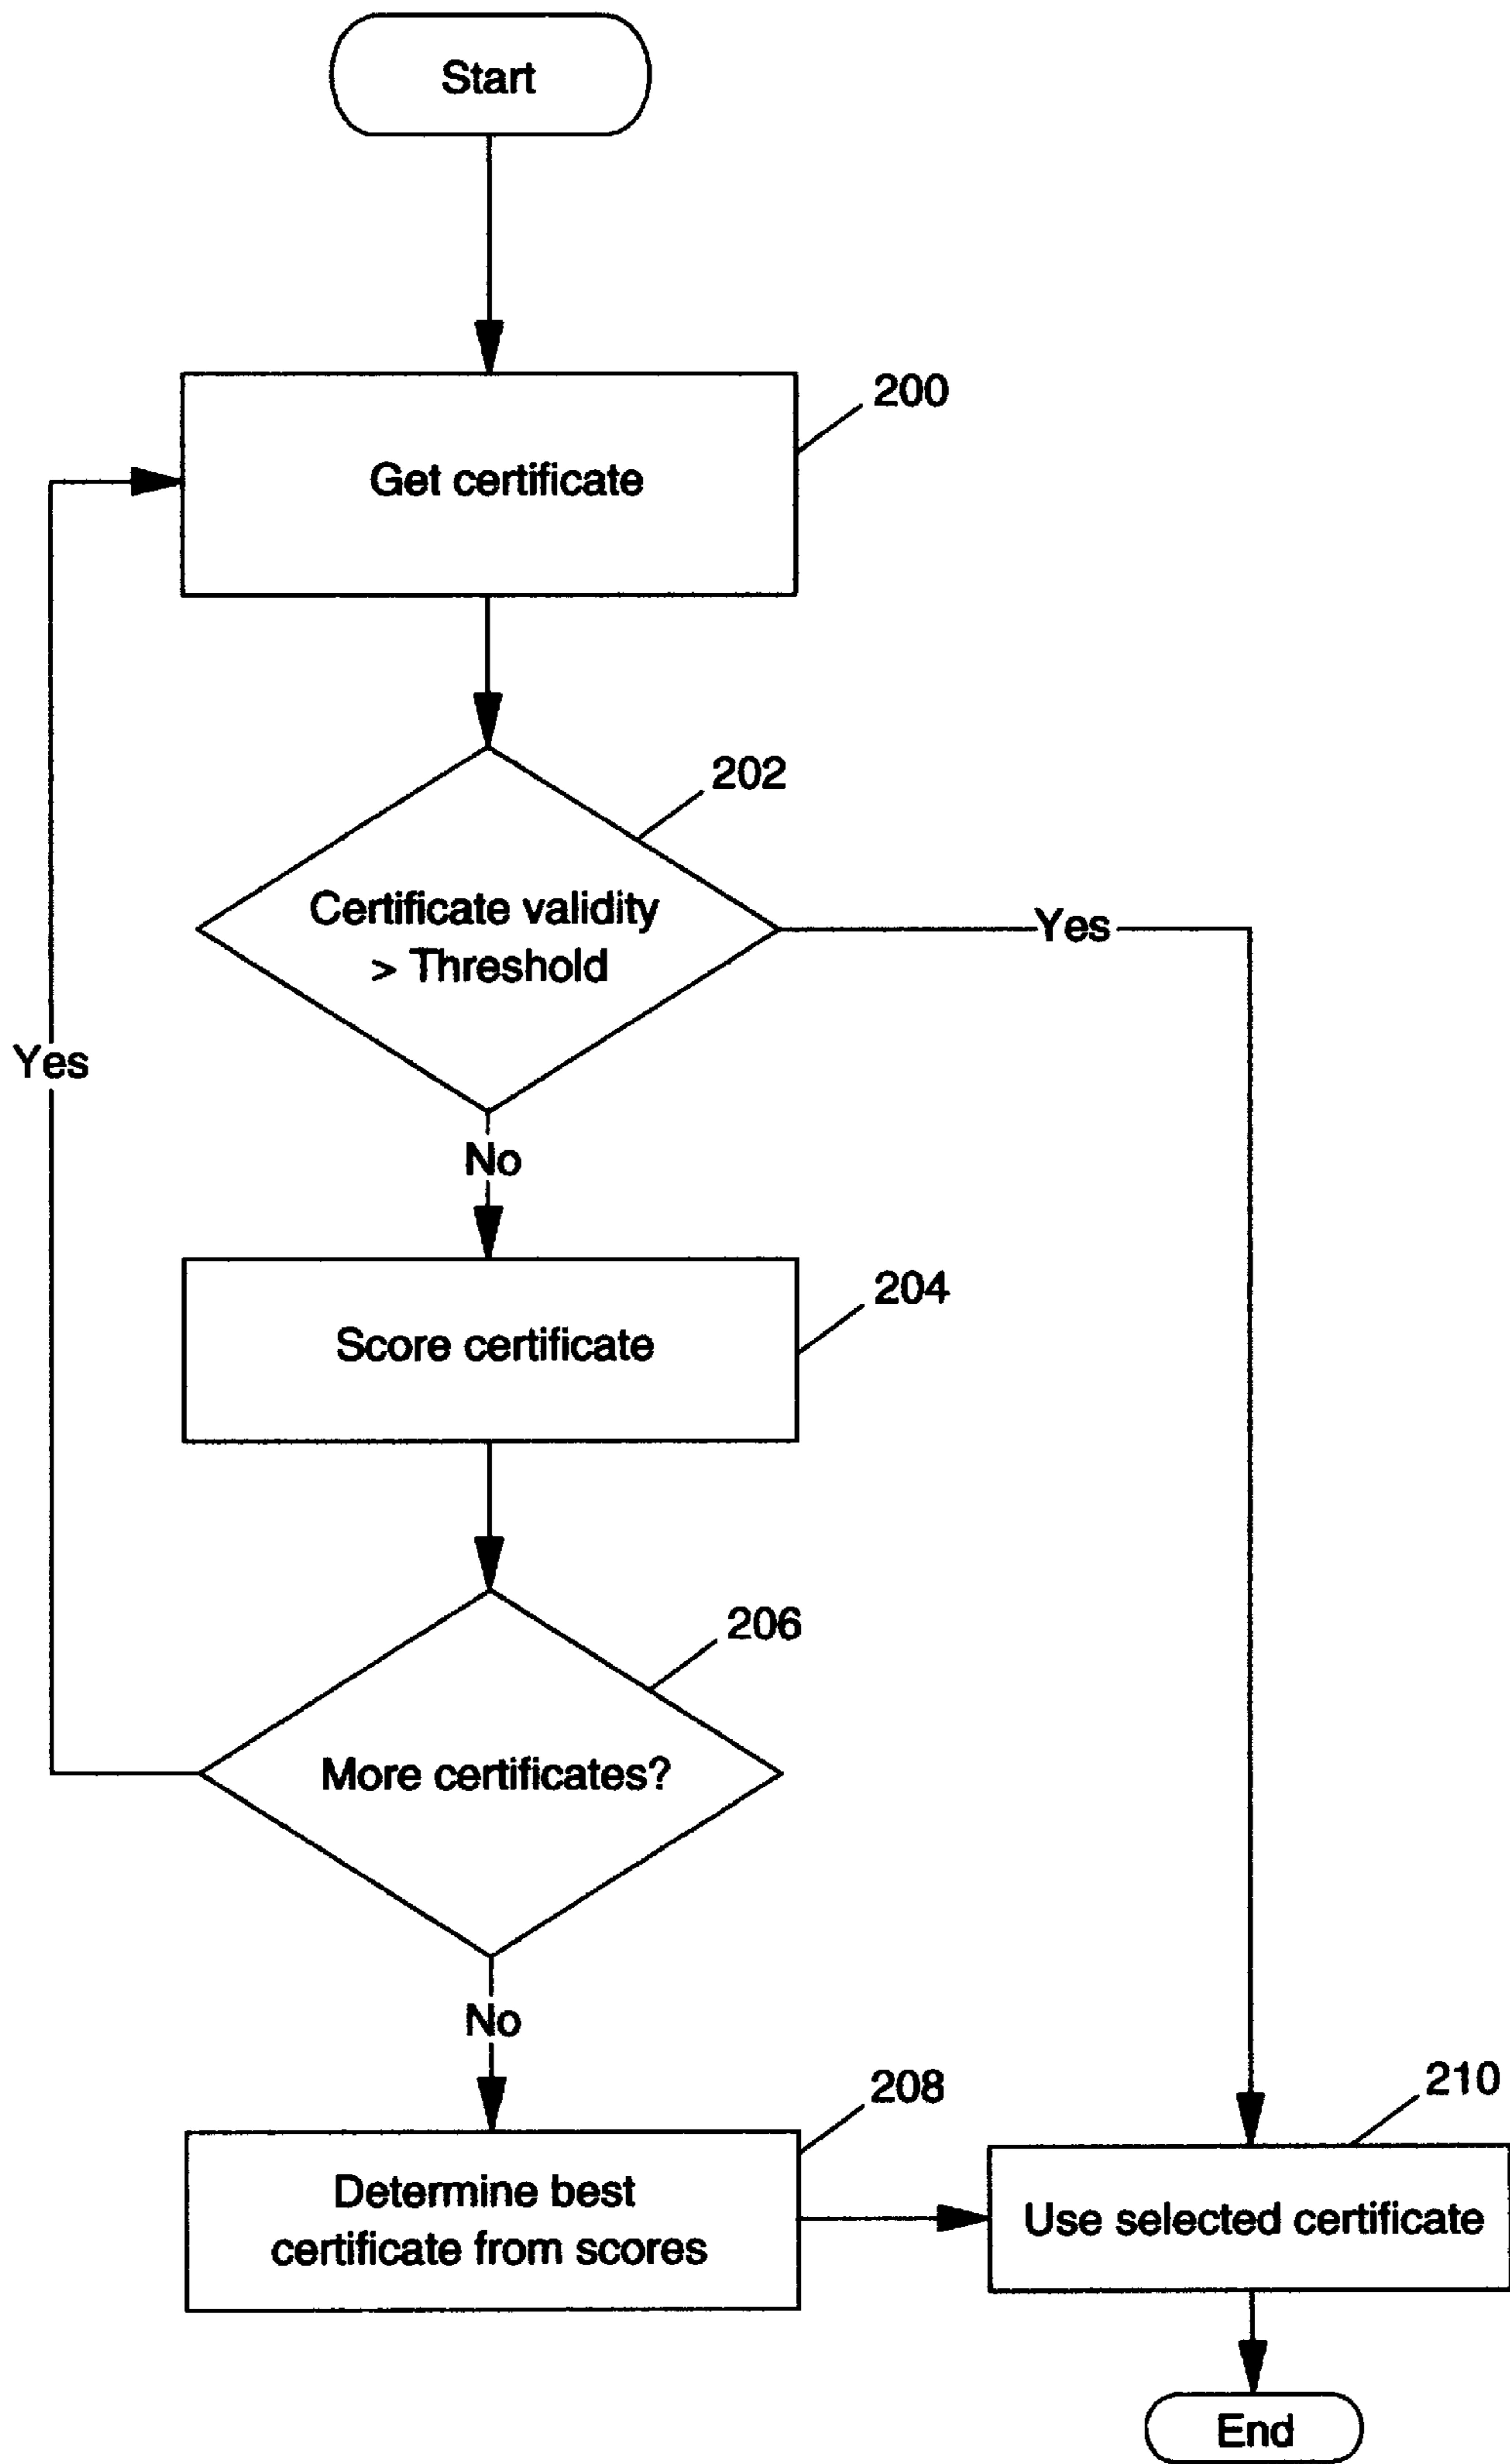 Start
200
Get certificate
202
Certificate validity
> Threshold
Yes
Yes
No
204
Score certificate
206
More certificates?
No
208
210
Determine best
certificate from scores
Use selected certificate
End